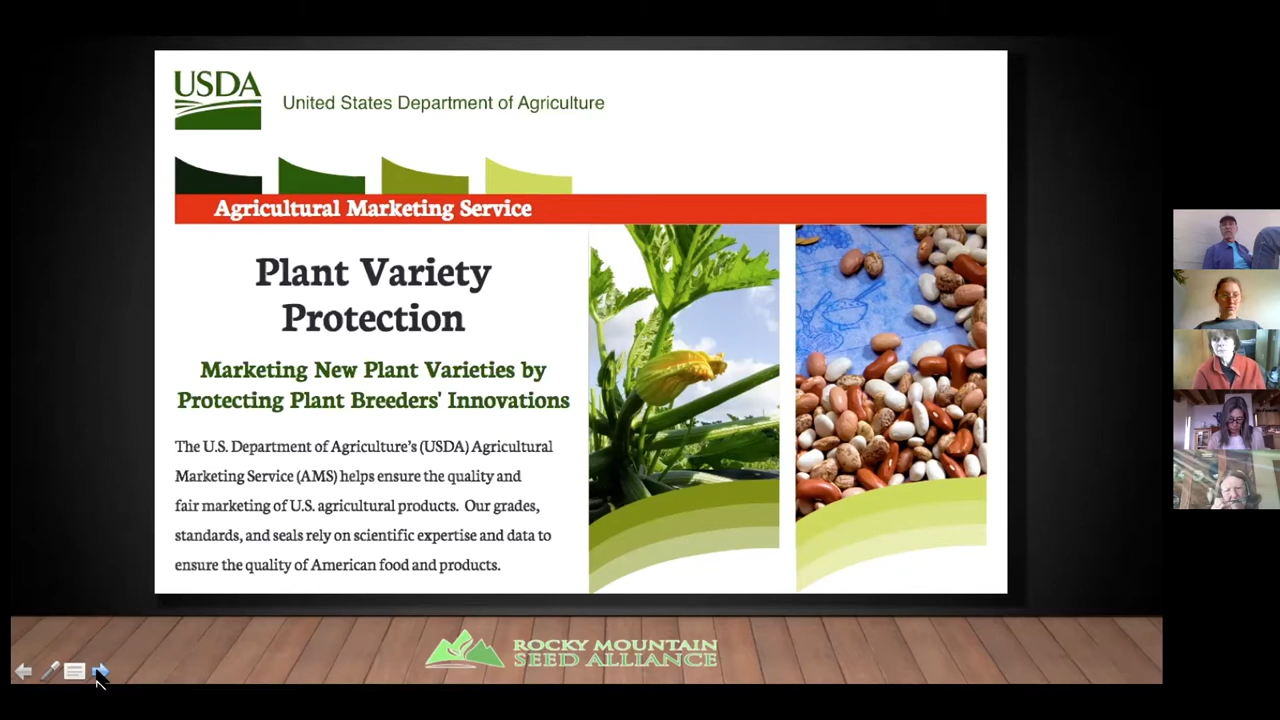 USDA
United States Department of Agriculture
Agricultural Marketing Service
Plant Variety
Protection
Marketing New Plant Varieties by
Protecting Plant Breeders' Innovations
The U.S. Department of Agriculture’s (USDA) Agricultural
Marketing Service (AMS) helps ensure the quality and
fair marketing of U.S. agricultural products.  Our grades,
standards, and seals rely on scientific expertise and data to
ensure the quality of American food and products.
ROCKY MOUNTAIN
SEED ALLIANCE